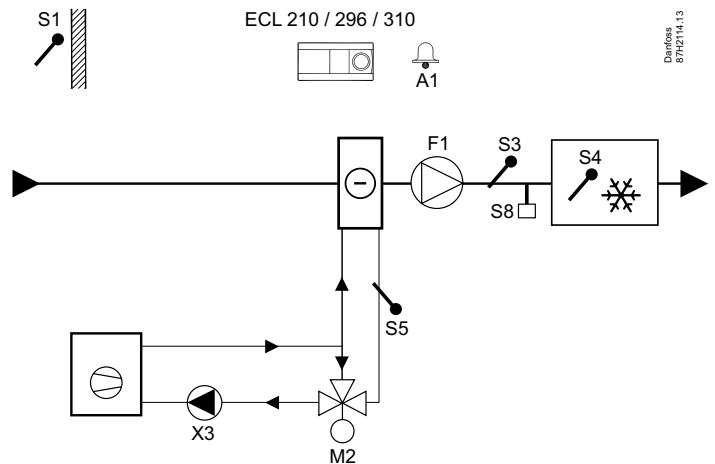 S1
ECL 210 / 296 / 310
Danfoss
87H2114.13
A1
F1
S3
S4
S8
S5
X3
M2